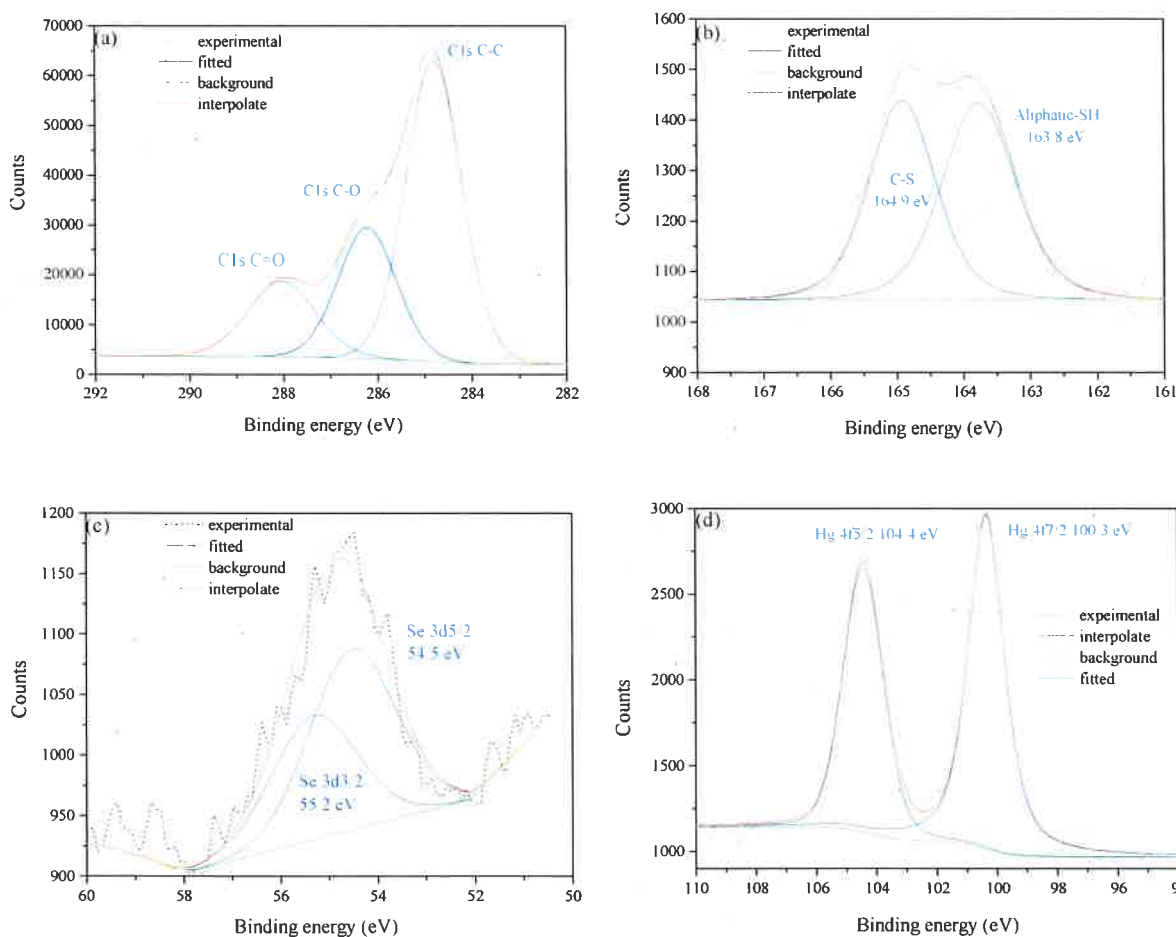 (a)
experimental
fitted
background
interpolate
C1s C-C
C1s C-O
C1s C=O
70000
60000
50000
40000
30000
20000
10000
0
Counts
292
290
288
286
284
282
Binding energy (eV)
(b)
experimental
fitted
background
interpolate
Aliphatic-SH
163.8 eV
C-S
164.9 eV
1600
1500
1400
1300
1200
1100
1000
900
Counts
168
167
166
165
164
163
162
161
Binding energy (eV)
(c)
experimental
fitted
background
interpolate
Se 3d5/2
54.5 eV
Se 3d3/2
55.2 eV
1200
1150
1100
1050
1000
950
900
Counts
60
58
56
54
52
50
Binding energy (eV)
(d)
Hg 4f5/2 104.4 eV
Hg 4f7/2 100.3 eV
expeimental
interpolate
background
fitted
3000
2500
2000
1500
1000
Counts
110
108
106
104
102
100
98
96
94
Binding energy (eV)